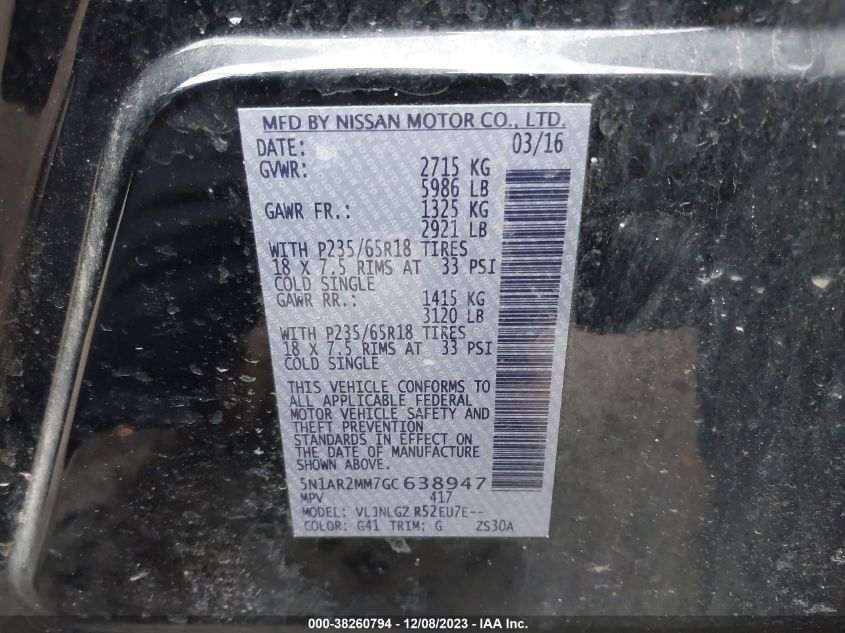 MFD BY NISSAN MOTOR CO., LTD.
DATE: 03/16
GVWR: 2715 KG
5986 LB
GAWR FR.: 1325 KG
2921 LB
WITH P235/65R18 TIRES
18 X 7.5 RIMS AT 33 PSI
COLD SINGLE
GAWR RR.: 1415 KG
3120 LB
WITH P235/65R18 TIRES
18 X 7.5 RIMS AT 33 PSI
COLD SINGLE
THIS VEHICLE CONFORMS TO
ALL APPLICABLE FEDERAL
MOTOR VEHICLE SAFETY AND
THEFT PREVENTION
STANDARDS IN EFFECT ON
THE DATE OF MANUFACTURE
SHOWN ABOVE.
5N1AR2MM7GC638947
MPV 417
MODEL: VLJNLGZ R52EU7E--
COLOR: G41 TRIM: G ZS30A
000-38260794 - 12/08/2023 - IAA Inc.